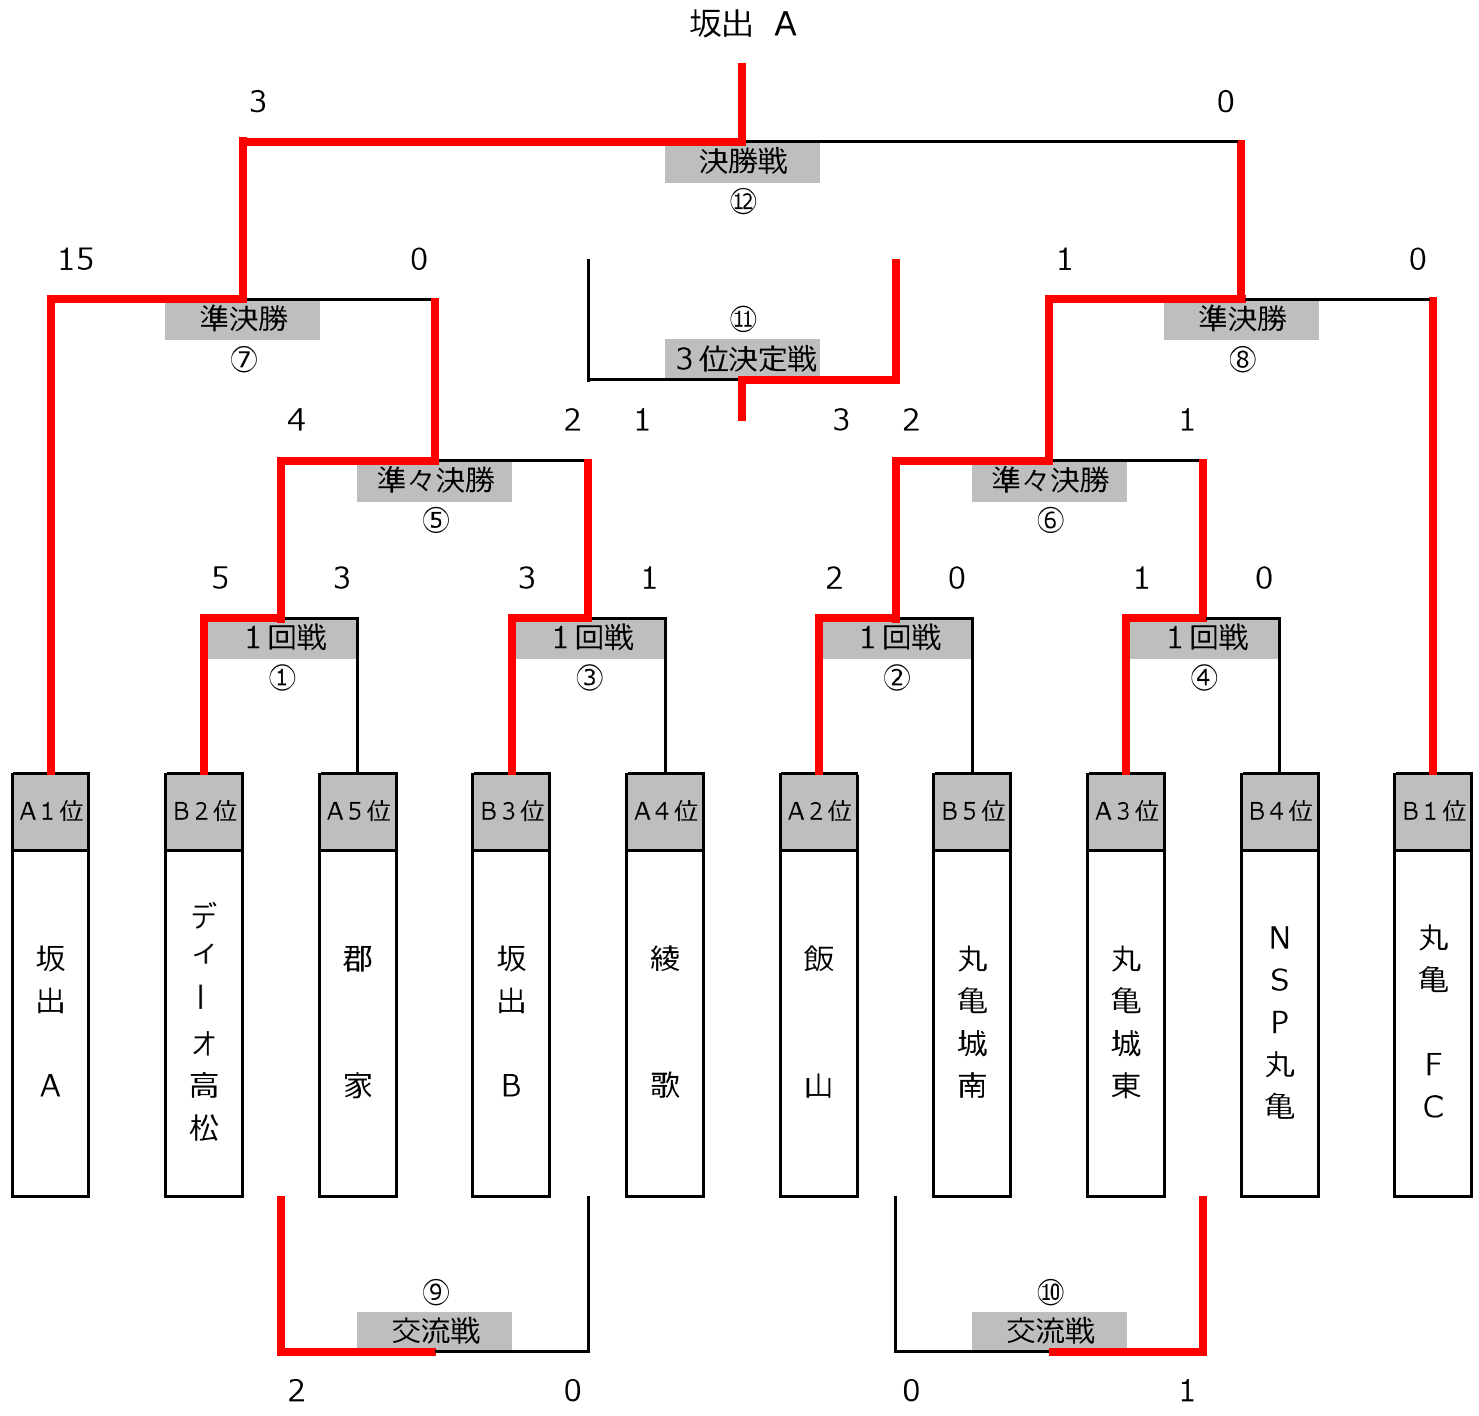 坂出 A
3 0
決勝戦
⑫
15 0 1 0
準決勝 ⑪ 準決勝
⑦ 3位決定戦 ⑧
4 2 1 3 2 1
準々決勝 準々決勝
⑤ ⑥
5 3 3 1 2 0 1 0
1回戦 1回戦 1回戦 1回戦
① ③ ② ④
A1位 B2位 A5位 B3位 A4位 A2位 B5位 A3位 B4位 B1位
坂出 A
ディーオ高松
郡家
坂出 B
綾歌
飯山
丸亀城南
丸亀城東
NSP丸亀
丸亀 FC
⑨ ⑩
交流戦 交流戦
2 0 0 1